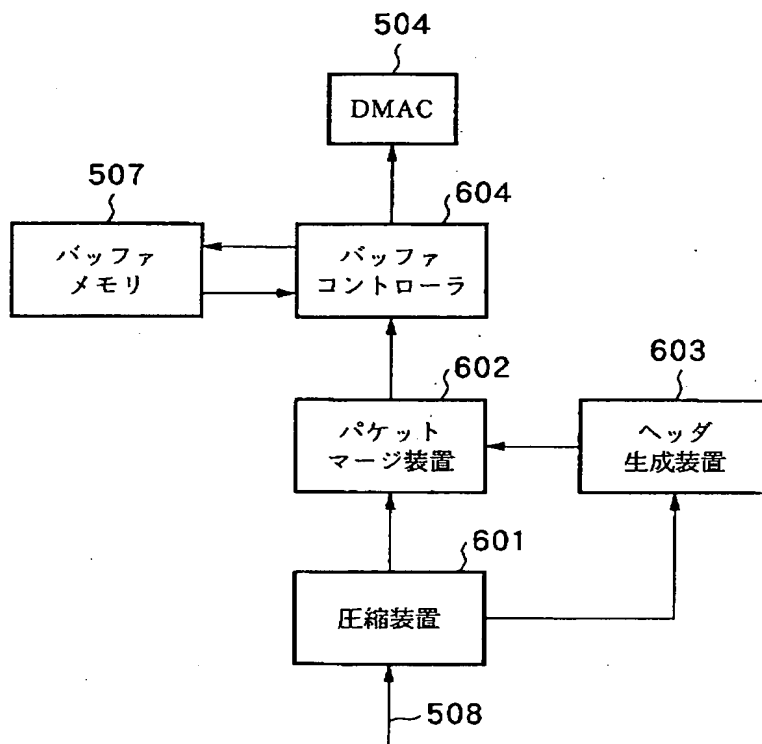 504
DMAC
507
604
バッファ
メモリ
バッファ
コントローラ
602
603
パケット
マージ装置
ヘッダ
生成装置
601
圧縮装置
508